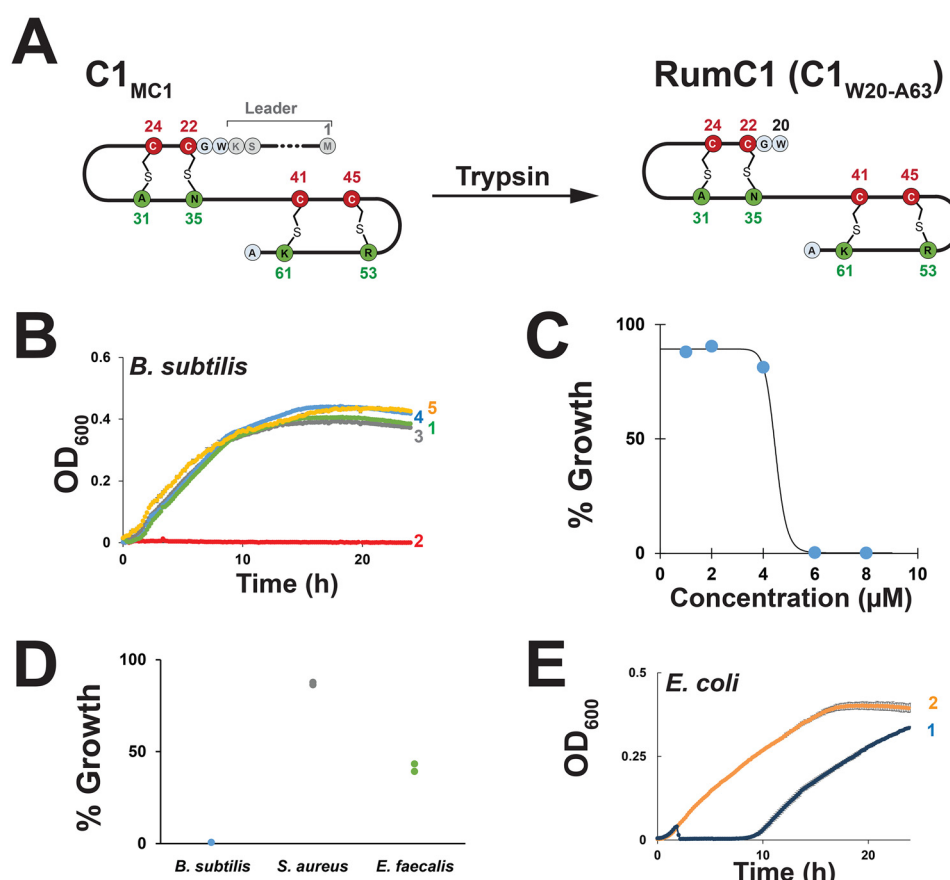 A
C1MC1
RumC1 (C1W20-A63)
Leader
24 22 1
C C G W K S M
S S
A N
31 35
41 45
C C
S S
A K R
61 53
Trypsin
24 22 20
C C G W
S S
A N
31 35
41 45
C C
S S
A K R
61 53
B
B. subtilis
OD600
0.6
0.4
0.2
0
0 10 20
Time (h)
5
4 1
3
2
C
% Growth
100
50
0
0 2 4 6 8 10
Concentration (µM)
D
% Growth
100
50
0
B. subtilis S. aureus E. faecalis
E
E. coli
OD600
0.5
0.25
0
0 10 20
Time (h)
2
1